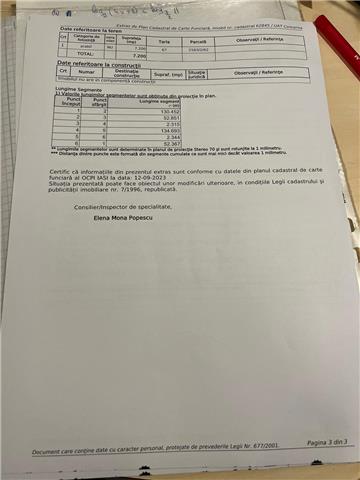 Extras de Plan Cadastral de Carte Funciară, Imobil nr. cadastral 62845 / UAT Comarna
Date referitoare la teren
Crt Categoria de folosință Suprafața (mp) Tarla Parcelă Observații / Referințe
1 arabil NU 7.200 67
TOTAL: 7.200
Date referitoare la construcții
Crt Număr Destinație construcție Supraf. (mp) Situație juridică Observații / Referințe
Imobilul nu are în componență construcții
Lungime Segmente
1) Valorile lungimilor segmentelor sunt obținute din proiecție în plan.
Punct început Punct sfârșit Lungime segment (m)
1 2 130.452
2 3 52.851
3 4 2.315
4 5 134.693
5 6 2.344
6 1 52.367
** Lungimile segmentelor sunt determinate în planul de proiecție Stereo 70 și sunt rotunjite la 1 milimetru.
*** Distanța dintre puncte este formată din segmente cumulate ce sunt mai mici decât valoarea 1 milimetru.
Certific că informațiile din prezentul extras sunt conforme cu datele din planul cadastral de carte
funciară al OCPI IASI la data: 12-09-2023
Situația prezentată poate face obiectul unor modificări ulterioare, în condițiile Legii cadastrului și
publicității imobiliare nr. 7/1996, republicată.
Consilier/Inspector de specialitate,
Elena Mona Popescu
Document care conține date cu caracter personal, protejate de prevederile Legii Nr. 677/2001.
Pagina 3 din 3